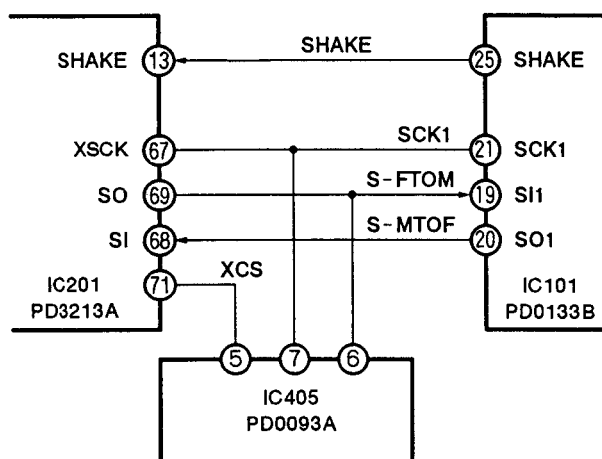 SHAKE 13 SHAKE 25 SHAKE
XSCK 67 SCK1 21 SCK1
SO 69 S-FTOM 19 SI1
SI 68 S-MTOF 20 SO1
71 XCS
IC201
PD3213A
IC101
PD0133B
5 7 6
IC405
PD0093A